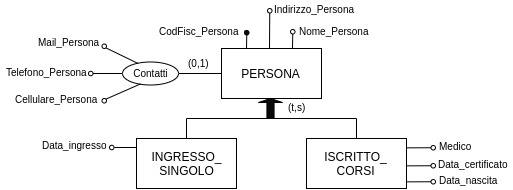 Indirizzo_Persona
CodFisc_Persona
Nome_Persona
Mail_Persona
Telefono_Persona
Contatti
(0,1)
PERSONA
Cellulare_Persona
(t,s)
Data_ingresso
INGRESSO_
SINGOLO
ISCRITTO_
CORSI
Medico
Data_certificato
Data_nascita